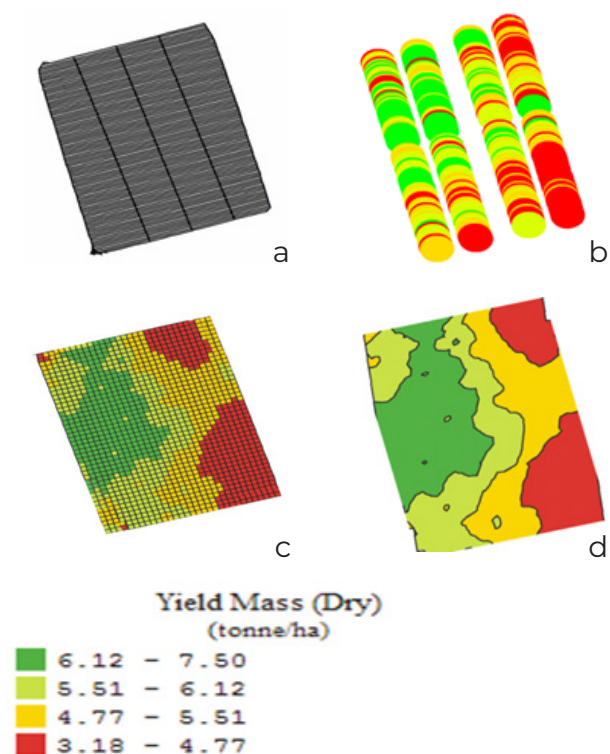 a
b
c
d
Yield Mass (Dry)
(tonne/ha)
6.12 - 7.50
5.51 - 6.12
4.77 - 5.51
3.18 - 4.77